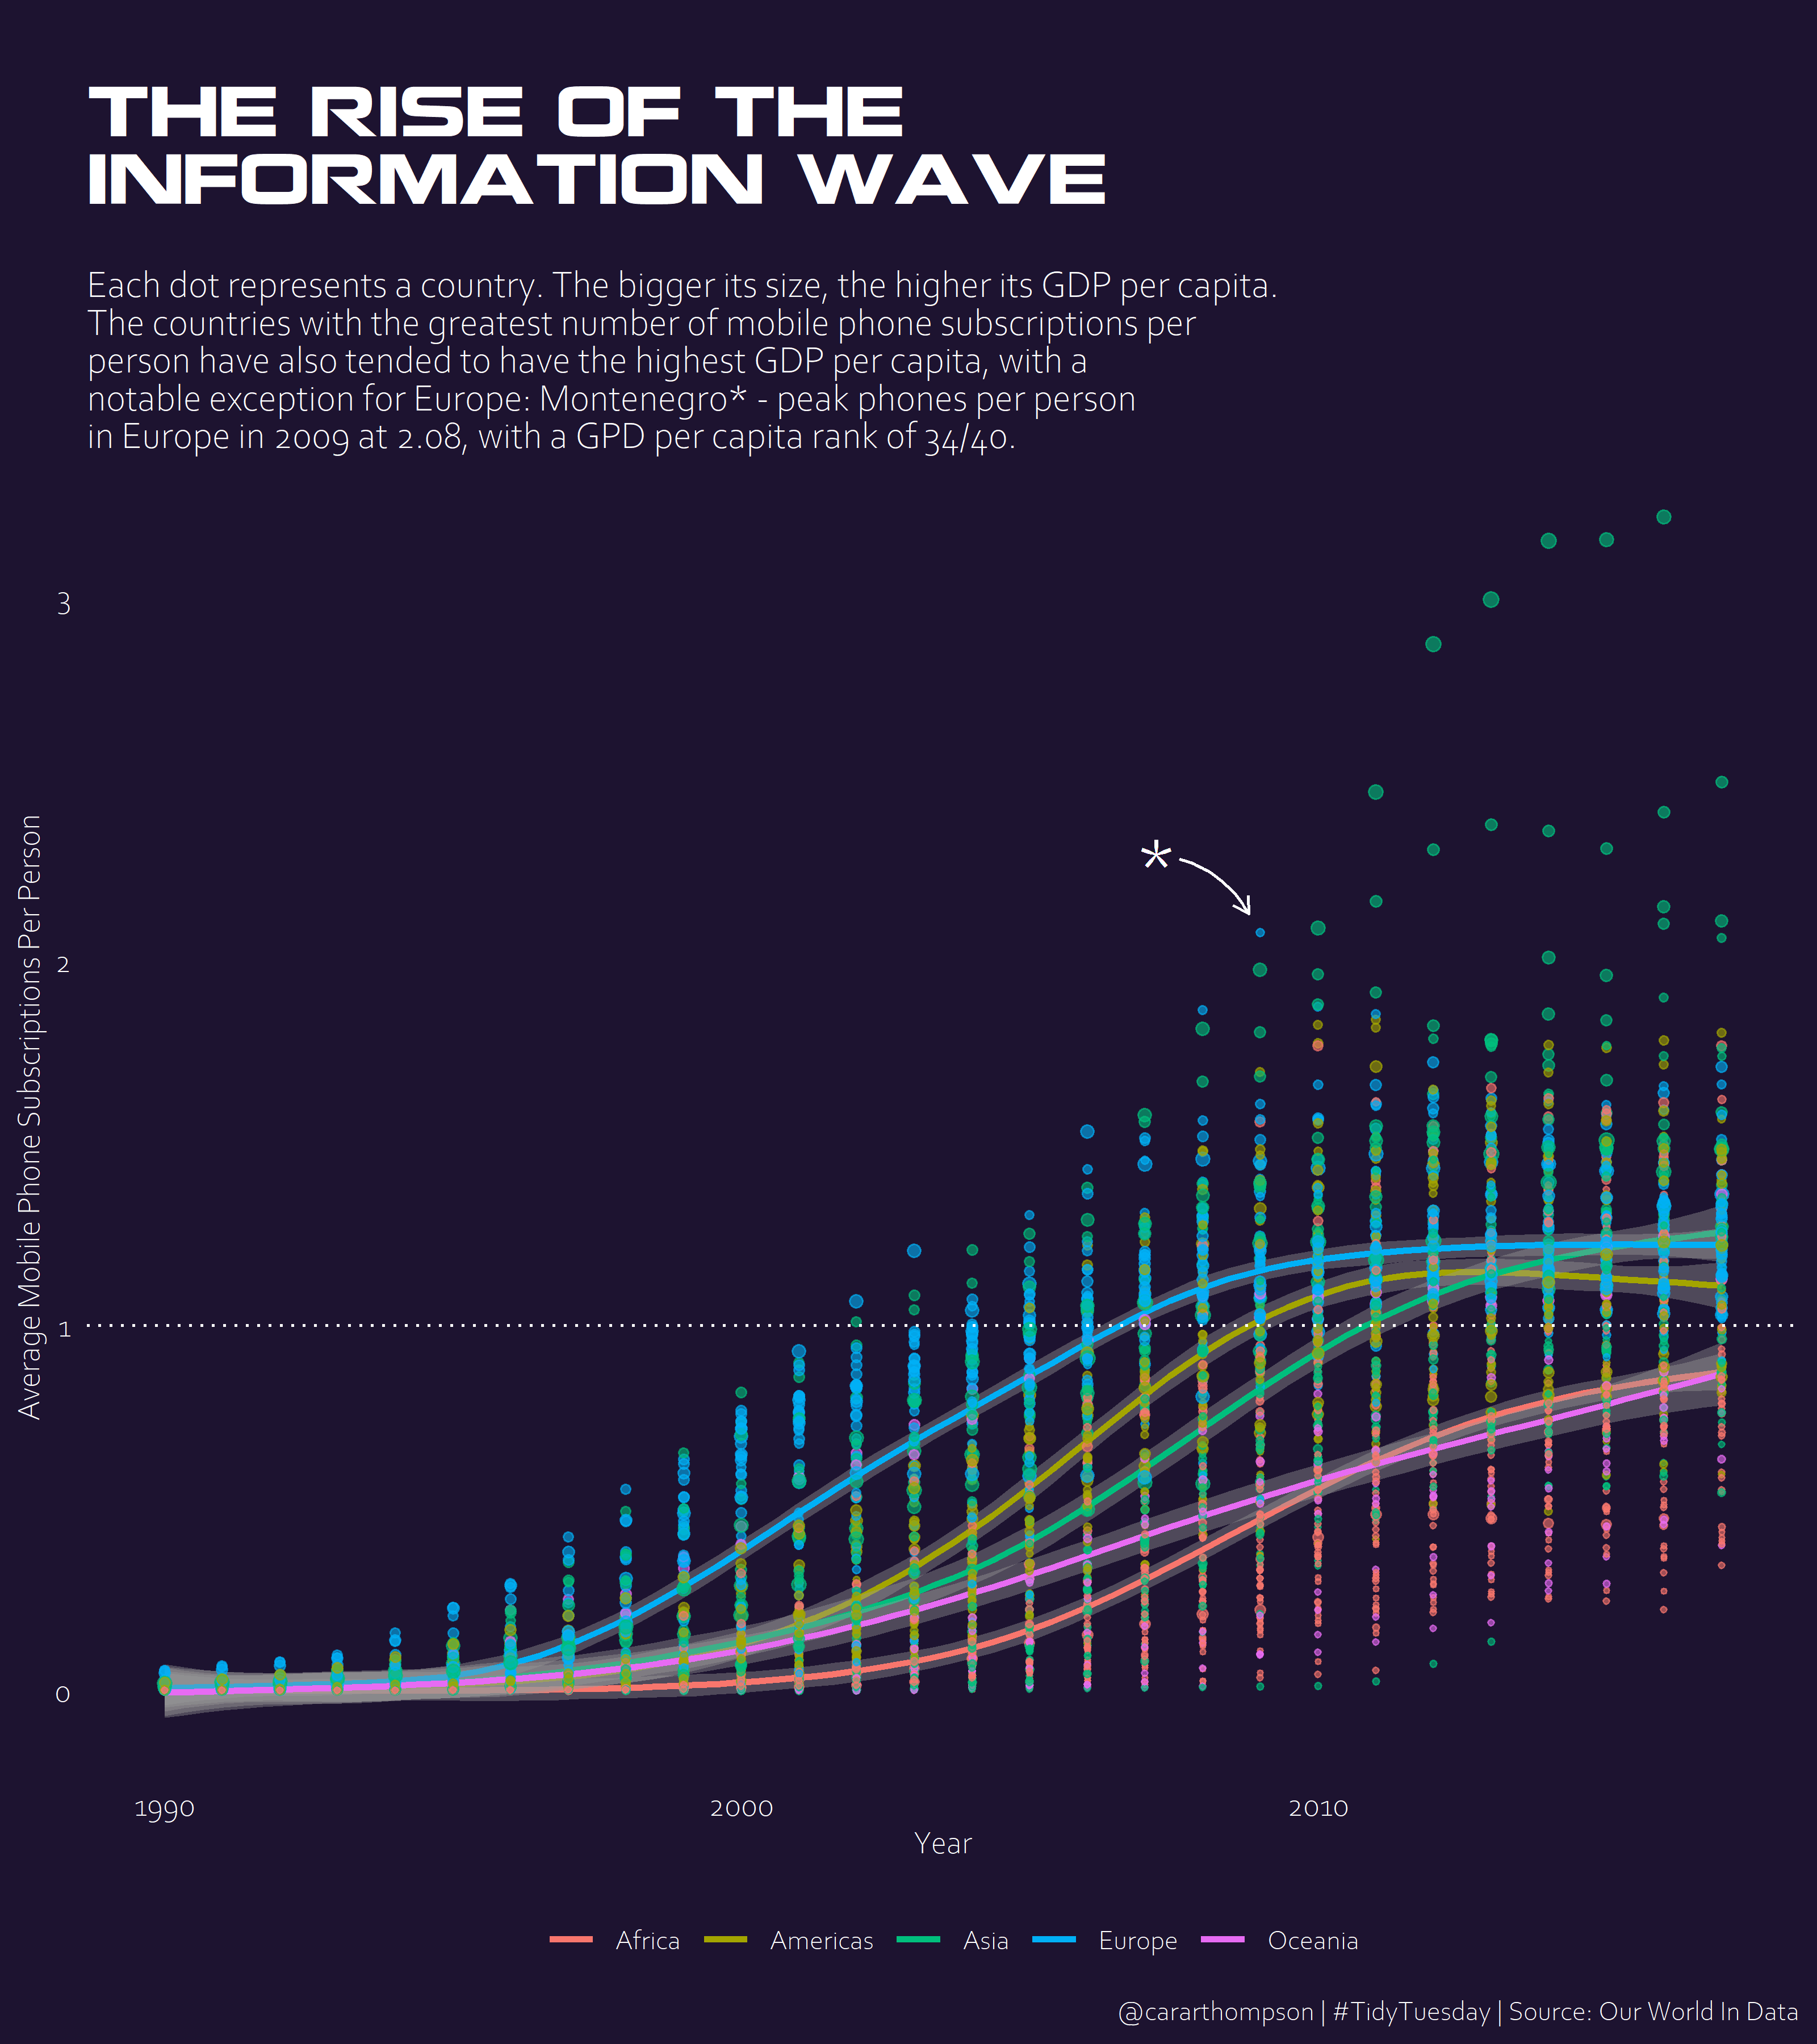 THE RISE OF THE
INFORMATION WAVE
Each dot represents a country. The bigger its size, the higher its GDP per capita.
The countries with the greatest number of mobile phone subscriptions per
person have also tended to have the highest GDP per capita, with a
notable exception for Europe: Montenegro* - peak phones per person
in Europe in 2009 at 2.08, with a GPD per capita rank of 34/40.
3
2
1
0
Average Mobile Phone Subscriptions Per Person
*
1990 2000 2010
Year
Africa Americas Asia Europe Oceania
@cararthompson | #TidyTuesday | Source: Our World In Data